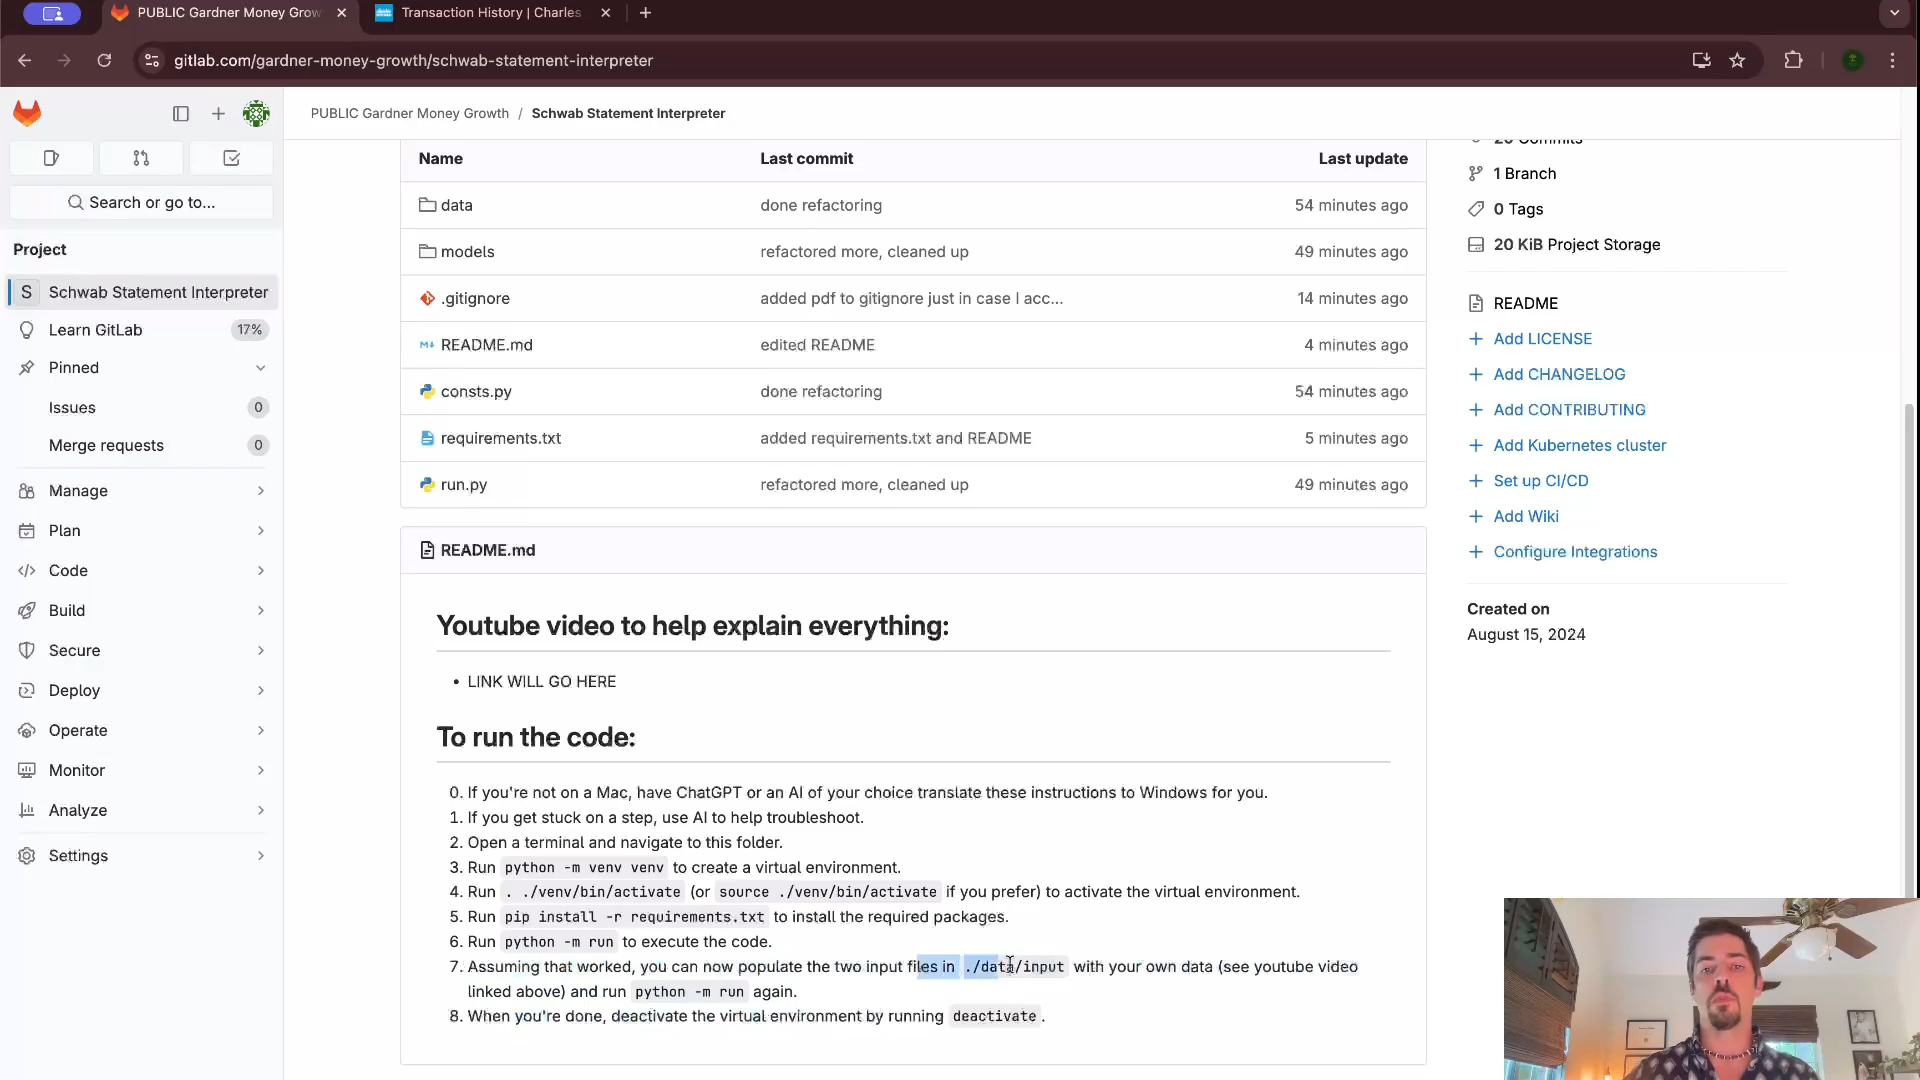 PUBLIC Gardner Money Grow
Transaction History | Charles
gitlab.com/gardner-money-growth/schwab-statement-interpreter
PUBLIC Gardner Money Growth / Schwab Statement Interpreter
Search or go to...
Project
S Schwab Statement Interpreter
Learn GitLab 17%
Pinned
Issues 0
Merge requests 0
Manage
Plan
Code
Build
Secure
Deploy
Operate
Monitor
Analyze
Settings
Name Last commit Last update
data done refactoring 54 minutes ago
models refactored more, cleaned up 49 minutes ago
.gitignore added pdf to gitignore just in case I acc... 14 minutes ago
README.md edited README 4 minutes ago
consts.py done refactoring 54 minutes ago
requirements.txt added requirements.txt and README 5 minutes ago
run.py refactored more, cleaned up 49 minutes ago
README.md
Youtube video to help explain everything:
• LINK WILL GO HERE
To run the code:
0. If you're not on a Mac, have ChatGPT or an AI of your choice translate these instructions to Windows for you.
1. If you get stuck on a step, use AI to help troubleshoot.
2. Open a terminal and navigate to this folder.
3. Run python -m venv venv to create a virtual environment.
4. Run . ./venv/bin/activate (or source ./venv/bin/activate if you prefer) to activate the virtual environment.
5. Run pip install -r requirements.txt to install the required packages.
6. Run python -m run to execute the code.
7. Assuming that worked, you can now populate the two input files in ./data/input with your own data (see youtube video
linked above) and run python -m run again.
8. When you're done, deactivate the virtual environment by running deactivate.
1 Branch
0 Tags
20 KiB Project Storage
README
Add LICENSE
Add CHANGELOG
Add CONTRIBUTING
Add Kubernetes cluster
Set up CI/CD
Add Wiki
Configure Integrations
Created on
August 15, 2024